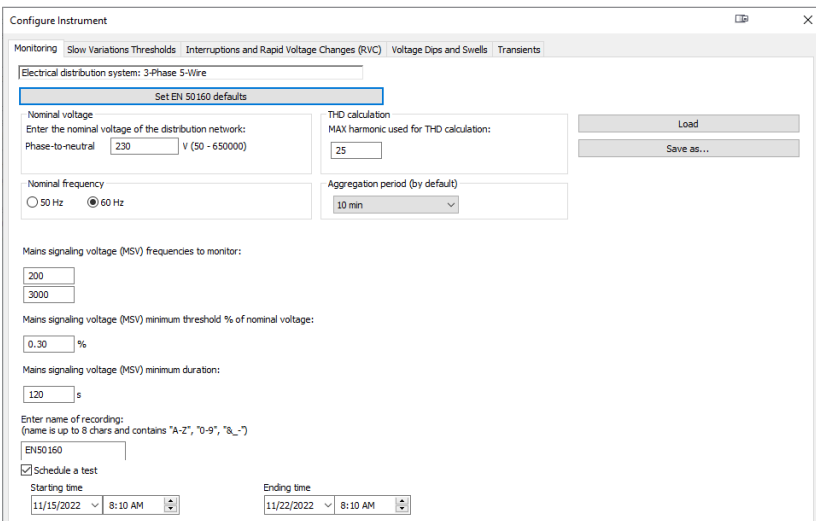 Configure Instrument
Monitoring Slow Variations Thresholds Interruptions and Rapid Voltage Changes (RVC) Voltage Dips and Swells Transients
Electrical distribution system: 3-Phase 5-Wire
Set EN 50160 defaults
Nominal voltage
Enter the nominal voltage of the distribution network:
Phase-to-neutral 230 V (50 - 650000)
THD calculation
MAX harmonic used for THD calculation:
25
Load
Save as...
Nominal frequency
50 Hz 60 Hz
Aggregation period (by default)
10 min
Mains signaling voltage (MSV) frequencies to monitor:
200
3000
Mains signaling voltage (MSV) minimum threshold % of nominal voltage:
0.30 %
Mains signaling voltage (MSV) minimum duration:
120 s
Enter name of recording:
(name is up to 8 chars and contains "A-Z", "0-9", "&_-")
EN50160
Schedule a test
Starting time Ending time
11/15/2022 8:10 AM 11/22/2022 8:10 AM